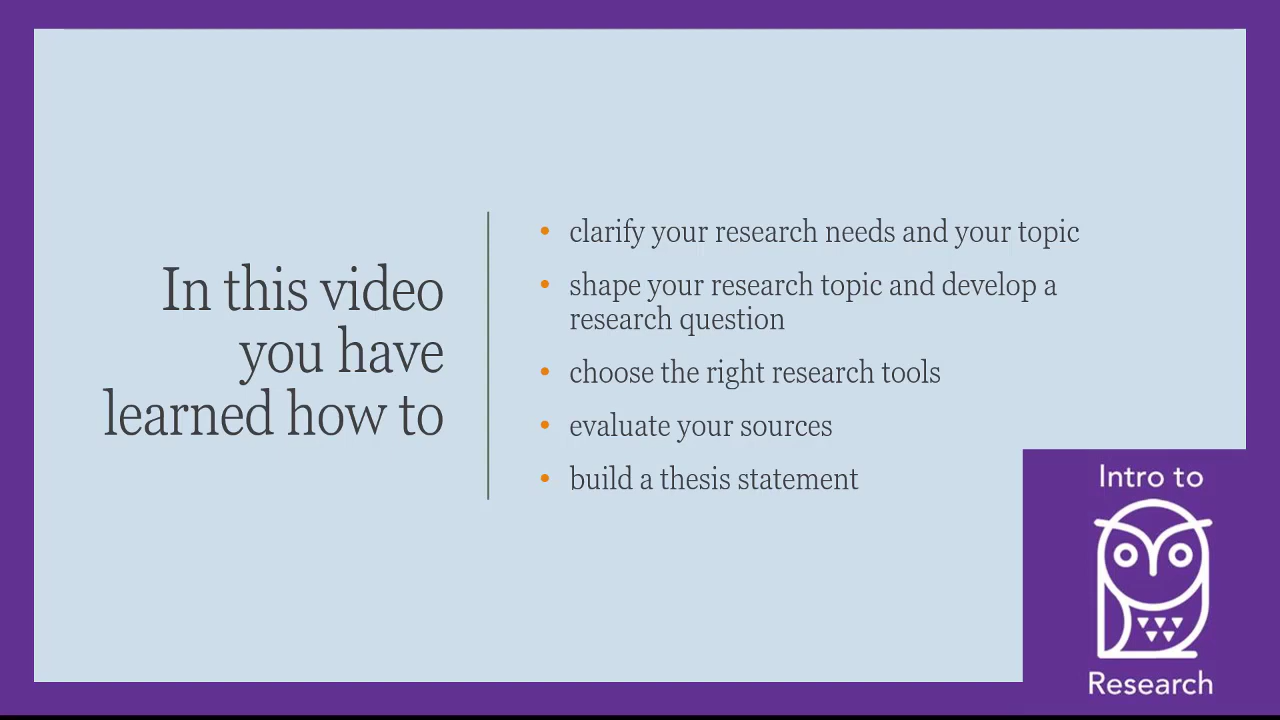 In this video
you have
learned how to
• clarify your research needs and your topic
• shape your research topic and develop a
research question
• choose the right research tools
• evaluate your sources
• build a thesis statement
Intro to
Research